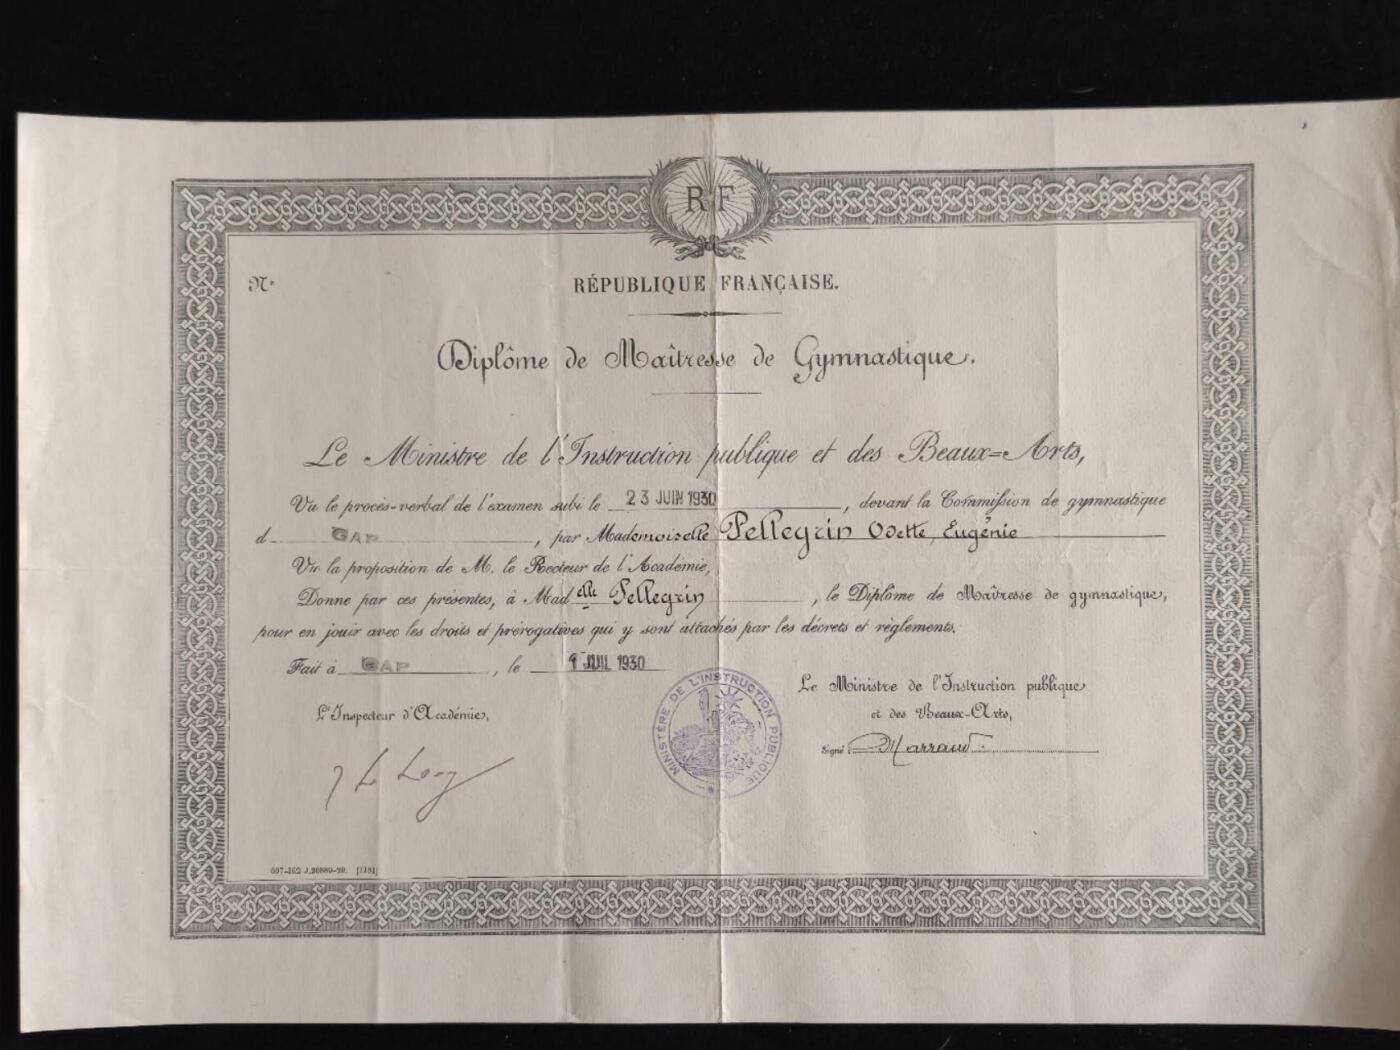 RF
Nº
RÉPUBLIQUE FRANÇAISE.
Diplôme de Maîtresse de Gymnastique.
Le Ministre de l'Instruction publique et des Beaux=Arts,
Vu le procès-verbal de l'examen subi le 23 JUIN 1930, devant la Commission de gymnastique
d GAP, par Mademoiselle Pellegrin Odette, Eugénie
Vu la proposition de M. le Recteur de l'Académie,
Donne par ces présentes, à Mad elle Pellegrin, le Diplôme de Maîtresse de gymnastique,
pour en jouir avec les droits et prérogatives qui y sont attachés par les décrets et règlements.
Fait à GAP, le 9 JUIL 1930
MINISTÈRE DE L'INSTRUCTION PUBLIQUE
Le Ministre de l'Instruction publique
et des Beaux-Arts,
L'Inspecteur d'Académie,
Signé: Marraud.